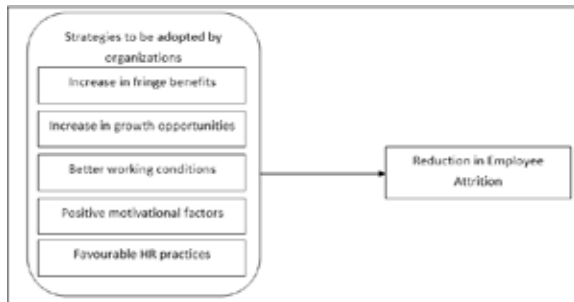 Strategies to be adopted by
organizations
Increase in fringe benefits
Increase in growth opportunities
Better working conditions
Positive motivational factors
Favourable HR practices
Reduction in Employee
Attrition